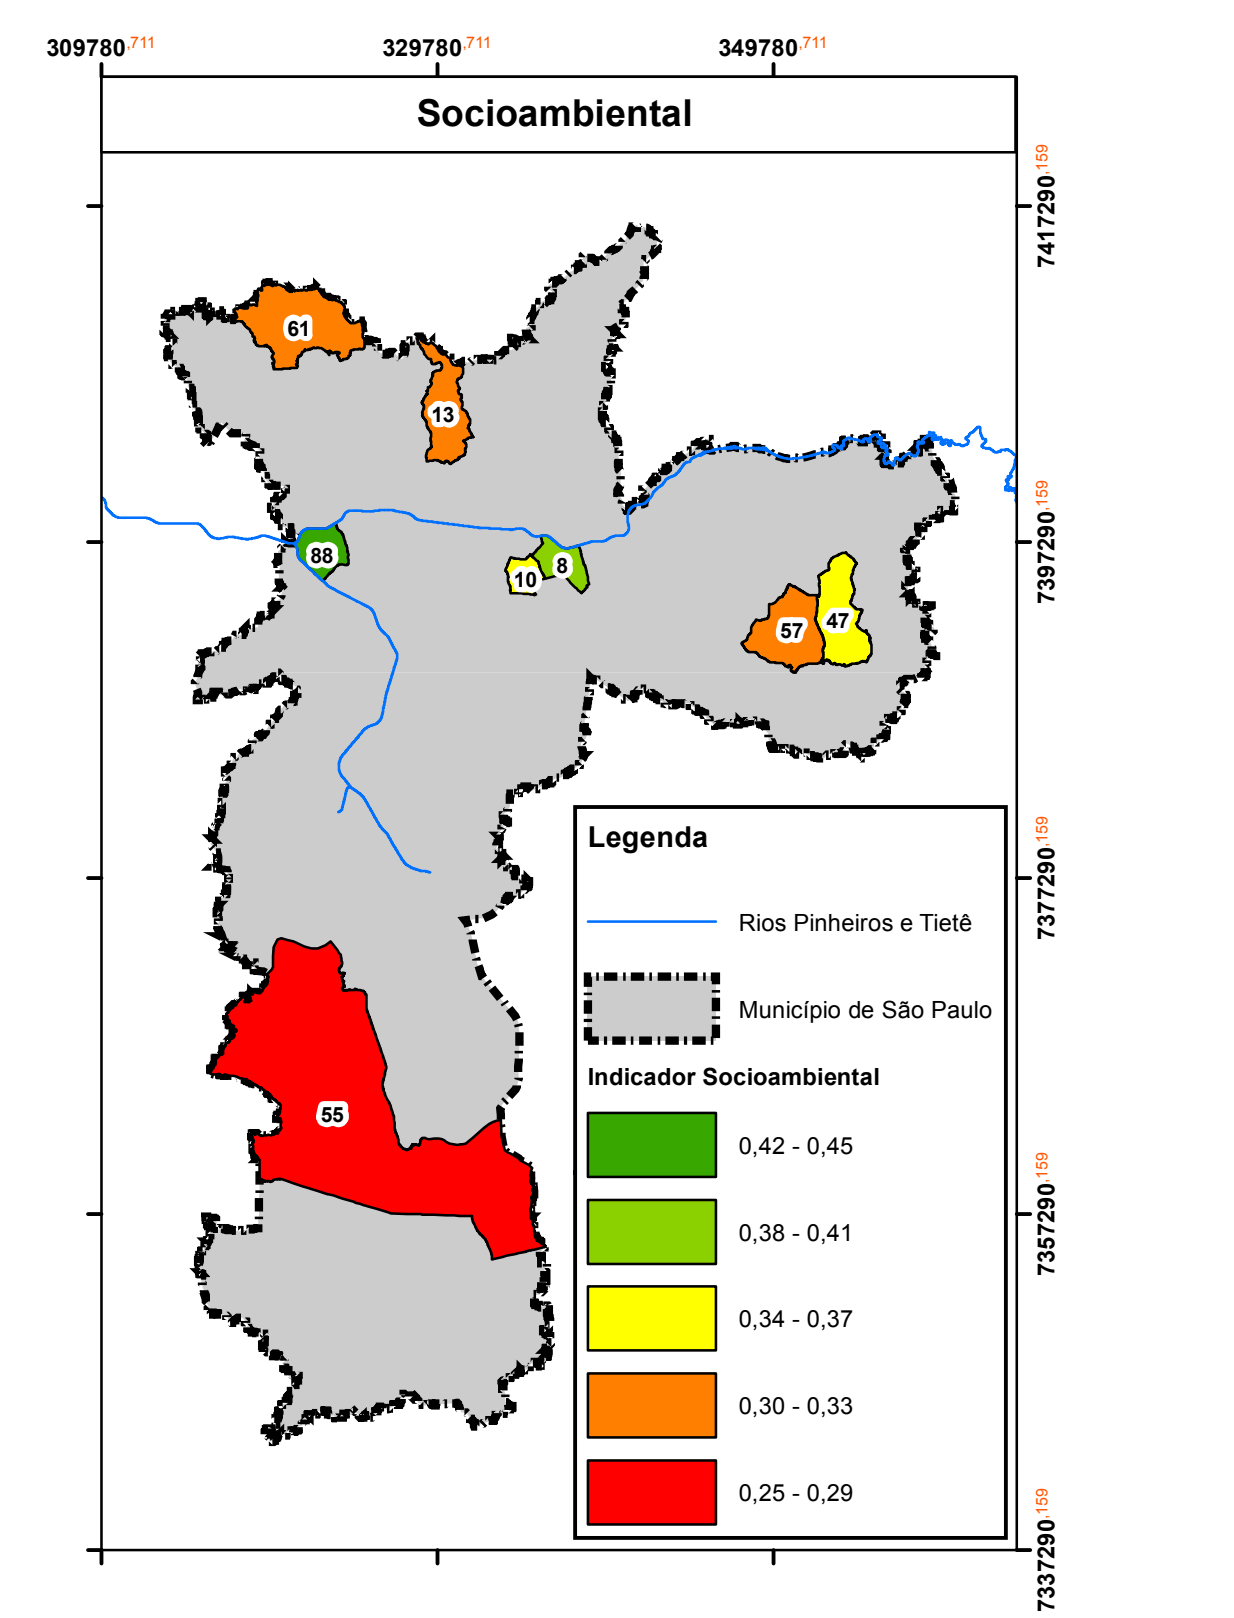 309780,711 329780,711 349780,711
Socioambiental
7417290,159
7397290,159
7377290,159
7357290,159
7337290,159
61
13
88
10
8
57
47
55
Legenda
Rios Pinheiros e Tietê
Município de São Paulo
Indicador Socioambiental
0,42 - 0,45
0,38 - 0,41
0,34 - 0,37
0,30 - 0,33
0,25 - 0,29